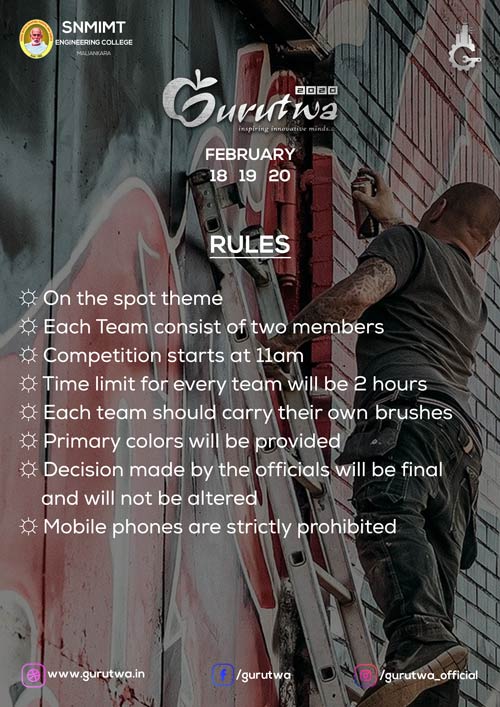 SNMIMT
ENGINEERING COLLEGE
MALIANKARA
2020
Gurutwa
inspiring innovative minds...
FEBRUARY
18 19 20
RULES
On the spot theme
Each Team consist of two members
Competition starts at 11am
Time limit for every team will be 2 hours
Each team should carry their own brushes
Primary colors will be provided
Decision made by the officials will be final
and will not be altered
Mobile phones are strictly prohibited
www.gurutwa.in
/gurutwa
/gurutwa_official